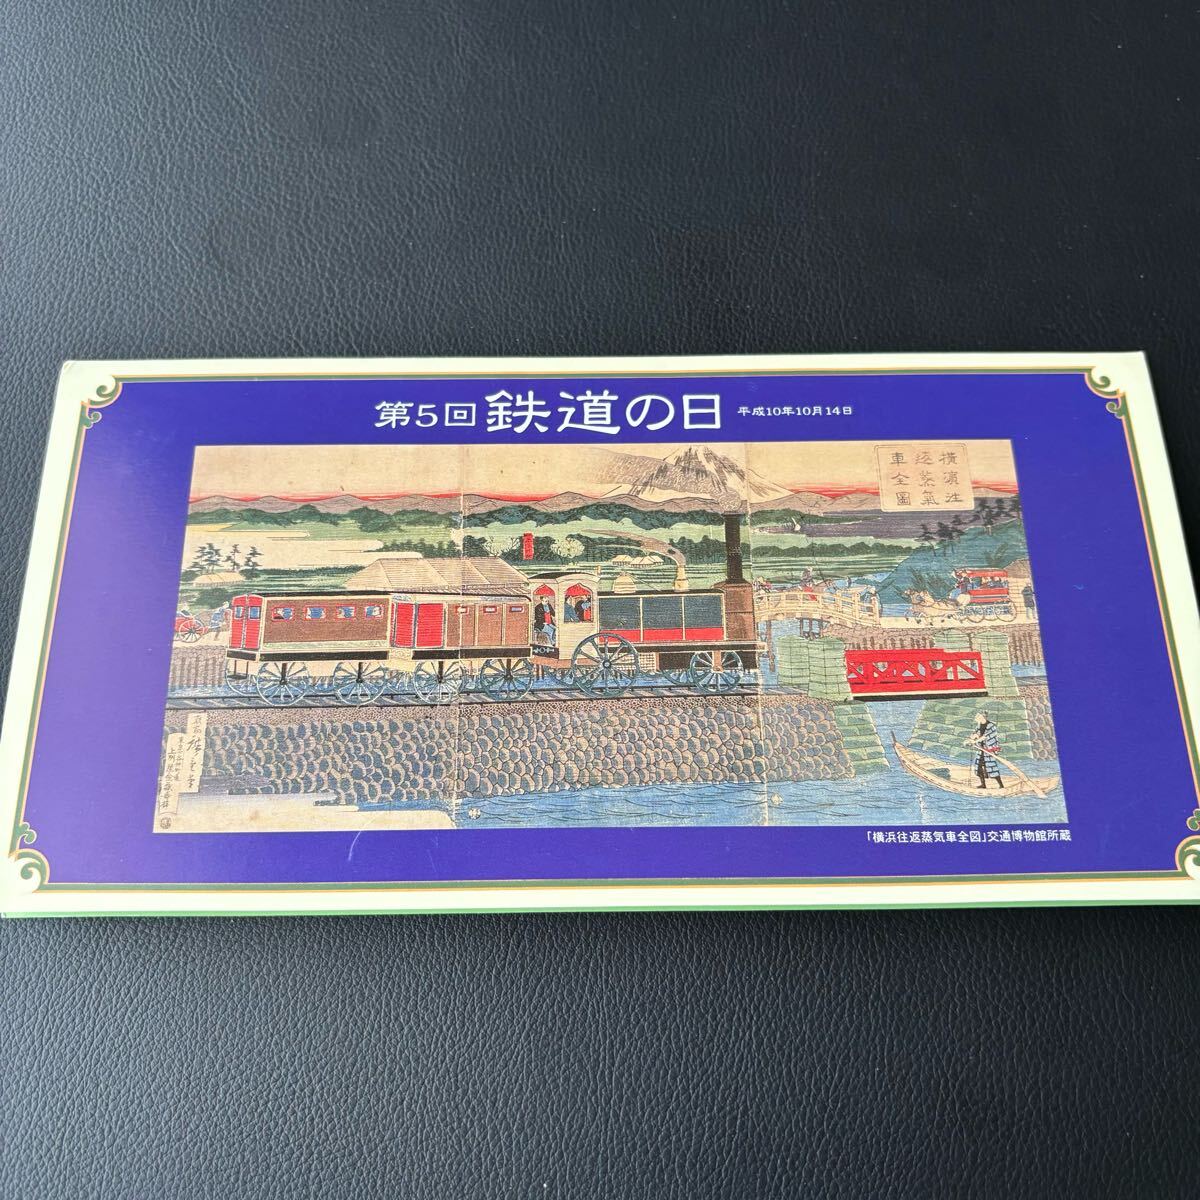 第5回 鉄道の日 平成10年10月14日
横濱往
返蒸氣
車全圖
「横浜往返蒸気車全図」交通博物館所蔵